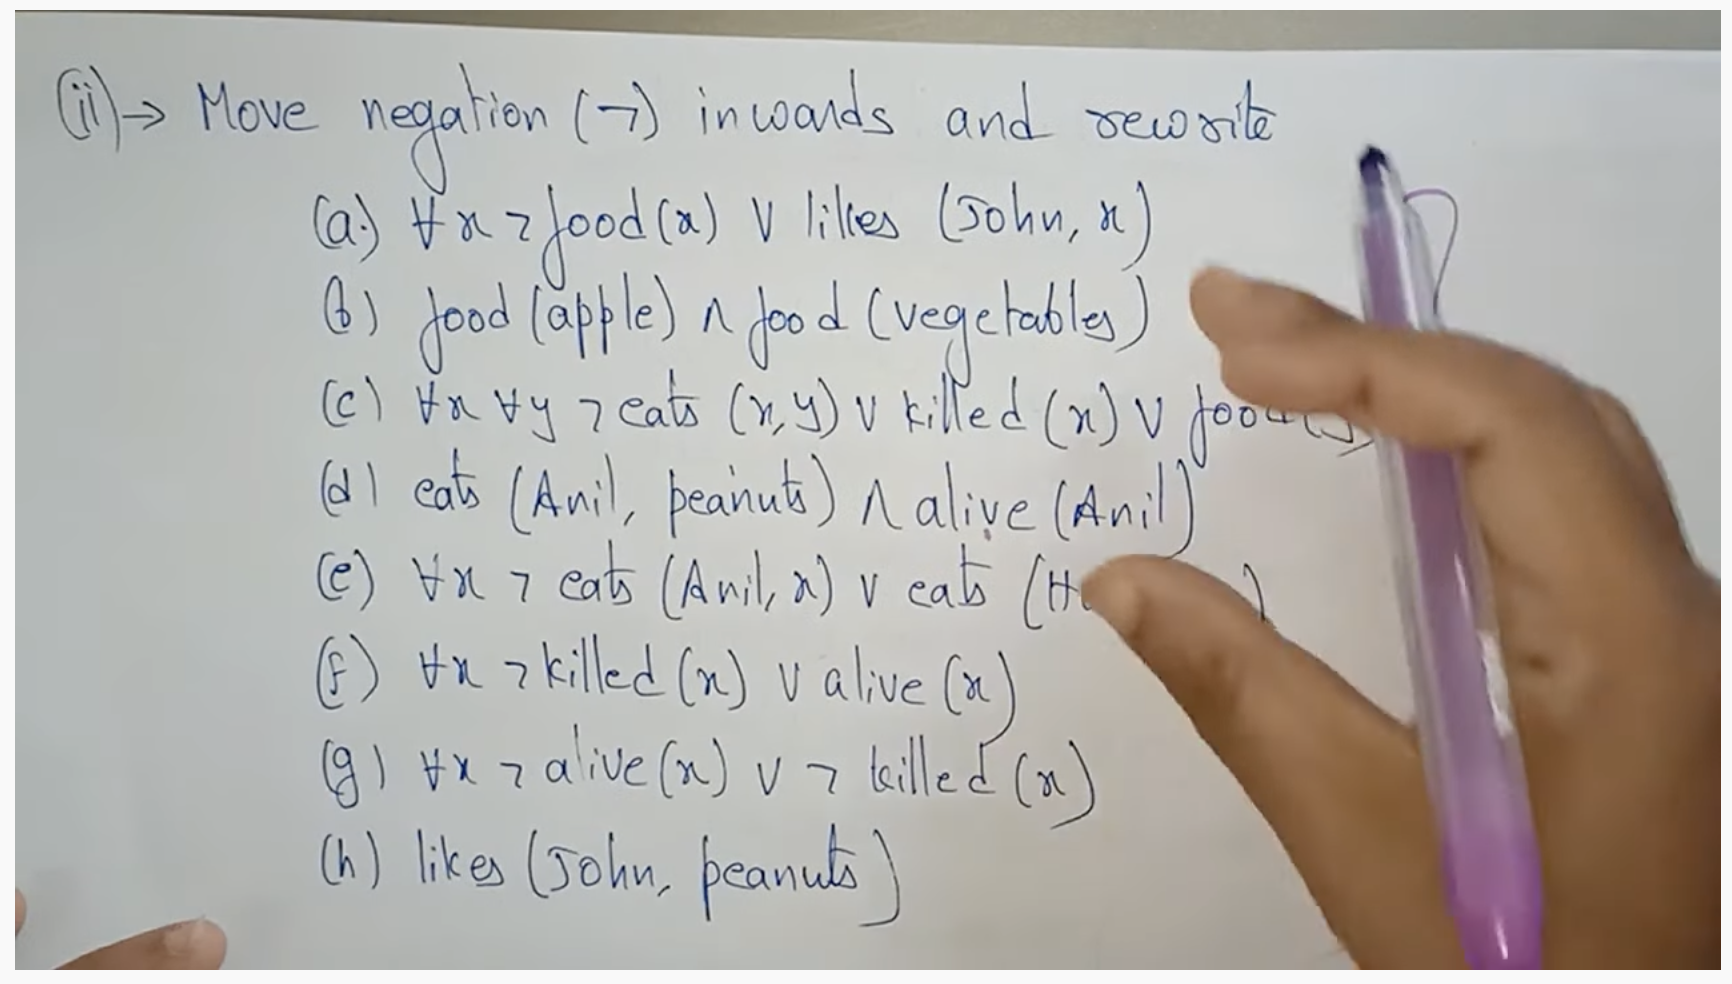 (ii)→ Move negation (¬) inwards and rewrite
(a.) ∀x ¬food(x) ∨ likes (John, x)
(b) food (apple) ∧ food (vegetables)
(c) ∀x ∀y ¬ eats (x, y) ∨ killed (x) ∨
(d) eats (Anil, peanuts) ∧ alive (Anil)
(e) ∀x ¬ eats (Anil, x) ∨ eats (
(f) ∀x ¬killed (x) ∨ alive (x)
(g) ∀x ¬ alive (x) ∨ ¬ killed (x)
(h) likes (John, peanuts)